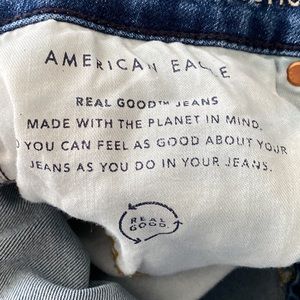 AMERICAN EAGLE
REAL GOOD™ JEANS
MADE WITH THE PLANET IN MIND.
YOU CAN FEEL AS GOOD ABOUT YOUR
JEANS AS YOU DO IN YOUR JEANS.
REAL
GOOD.